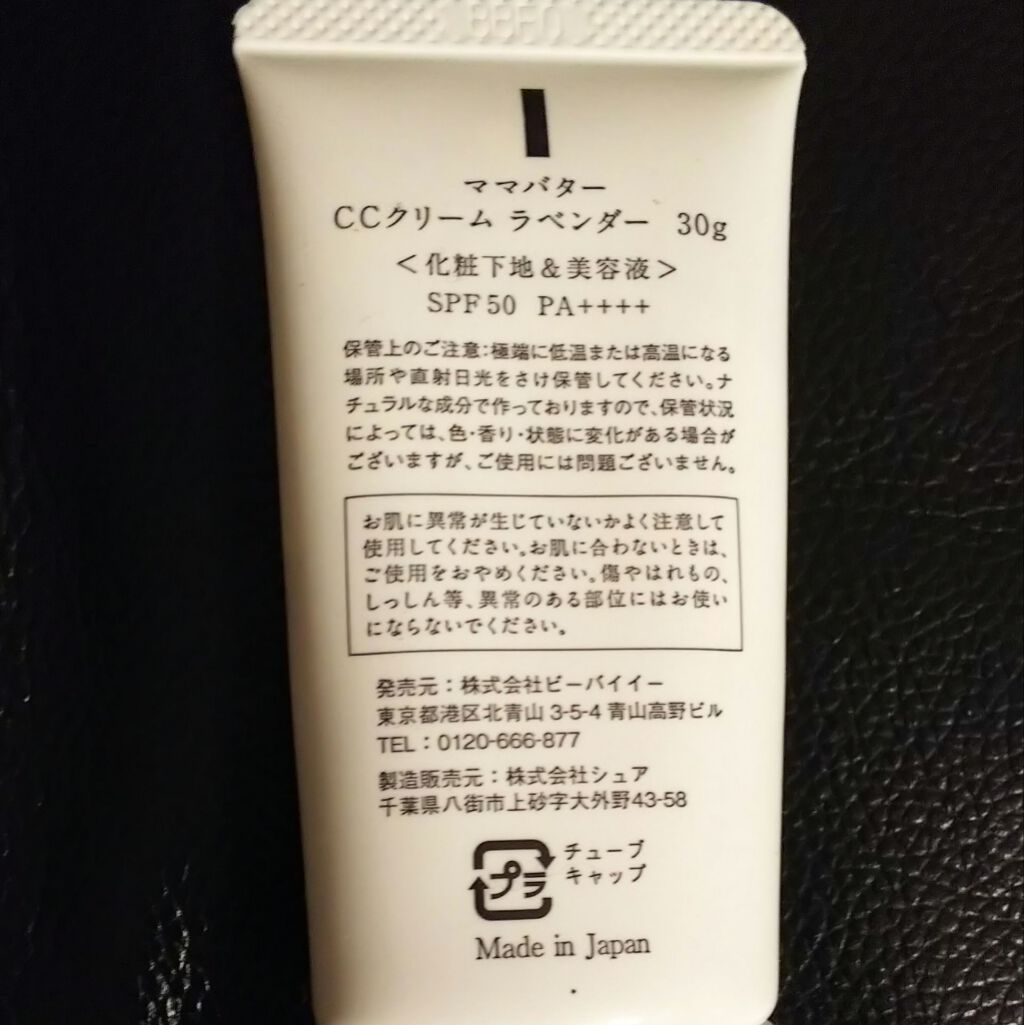 ママバター
CCクリーム ラベンダー 30g
＜化粧下地＆美容液＞
SPF50 PA++++
保管上のご注意：極端に低温または高温になる
場所や直射日光をさけ保管してください。ナ
チュラルな成分で作っておりますので、保管状況
によっては、色・香り・状態に変化がある場合が
ございますが、ご使用には問題ございません。
お肌に異常が生じていないかよく注意して
使用してください。お肌に合わないときは、
ご使用をおやめください。傷やはれもの、
しっしん等、異常のある部位にはお使い
にならないでください。
発売元：株式会社ビーバイイー
東京都港区北青山 3-5-4 青山高野ビル
TEL：0120-666-877
製造販売元：株式会社シュア
千葉県八街市上砂字大外野43-58
プラ
チューブ
キャップ
Made in Japan